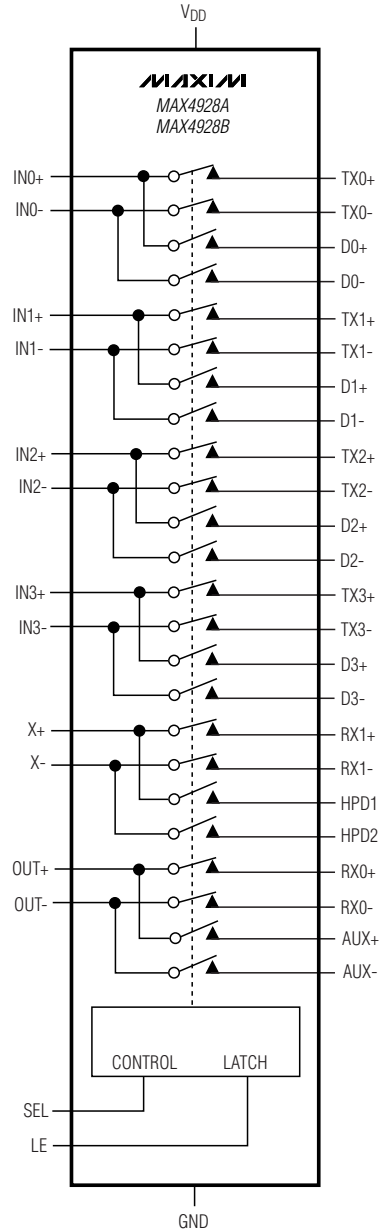 VDD
MAXIM
MAX4928A
MAX4928B
IN0+ TX0+
IN0- TX0-
D0+
D0-
IN1+ TX1+
IN1- TX1-
D1+
D1-
IN2+ TX2+
IN2- TX2-
D2+
D2-
IN3+ TX3+
IN3- TX3-
D3+
D3-
X+ RX1+
X- RX1-
HPD1
HPD2
OUT+ RX0+
OUT- RX0-
AUX+
AUX-
CONTROL LATCH
SEL
LE
GND